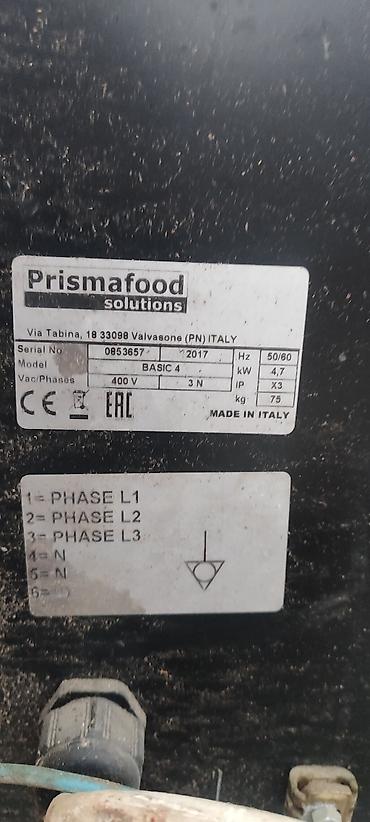 Prismafood
solutions
Via Tabina, 18 33098 Valvasone (PN) ITALY
Serial No 0853657 2017 Hz 50/60
Model BASIC 4 kW 4,7
Vac/Phases 400 V 3 N IP X3
kg 75
CE EAC MADE IN ITALY
1= PHASE L1
2= PHASE L2
3= PHASE L3
4= N
5= N
6=